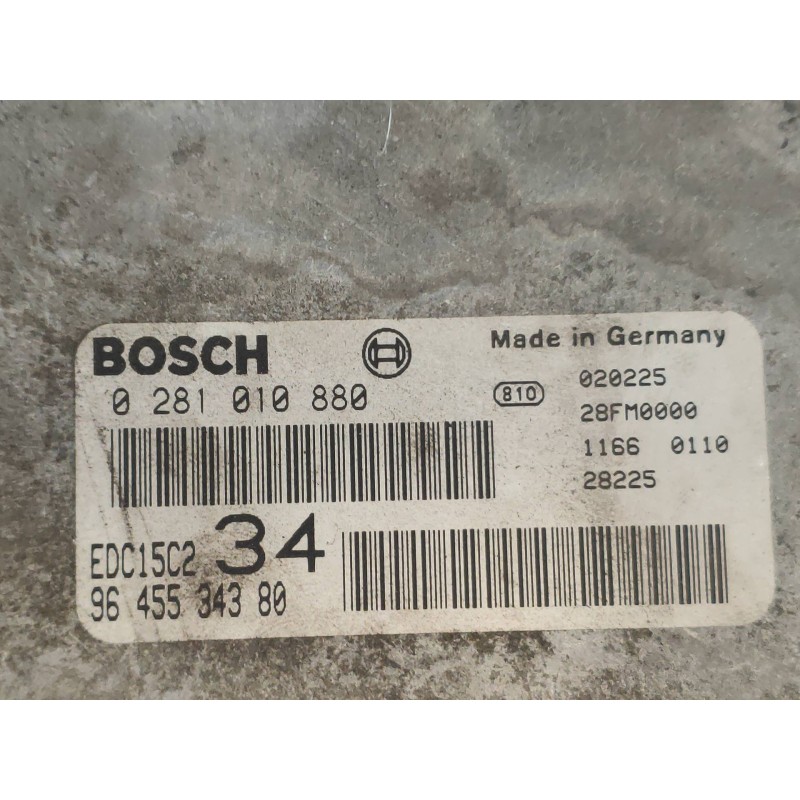 BOSCH
Made in Germany
0 281 010 880
810
020225
28FM0000
1166 0110
28225
EDC15C2 34
96 455 343 80